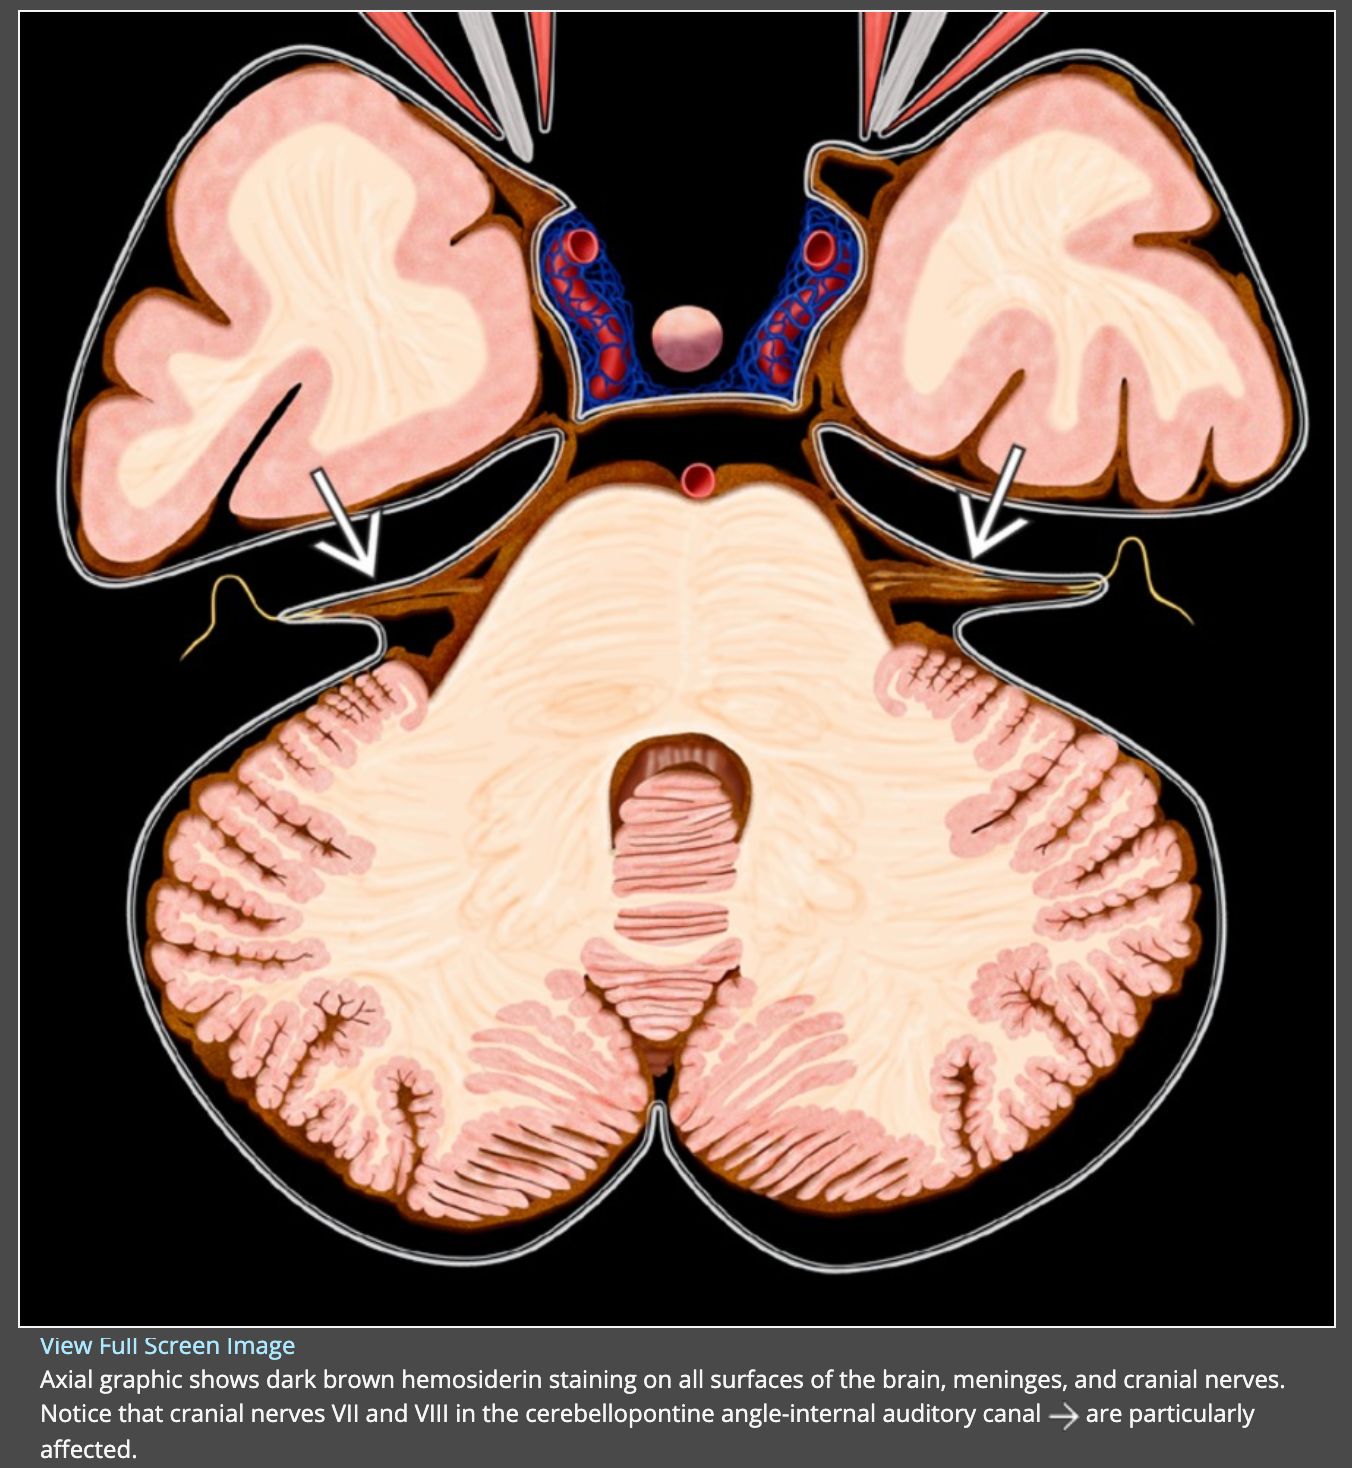 View Full Screen Image
Axial graphic shows dark brown hemosiderin staining on all surfaces of the brain, meninges, and cranial nerves.
Notice that cranial nerves VII and VIII in the cerebellopontine angle-internal auditory canal → are particularly
affected.